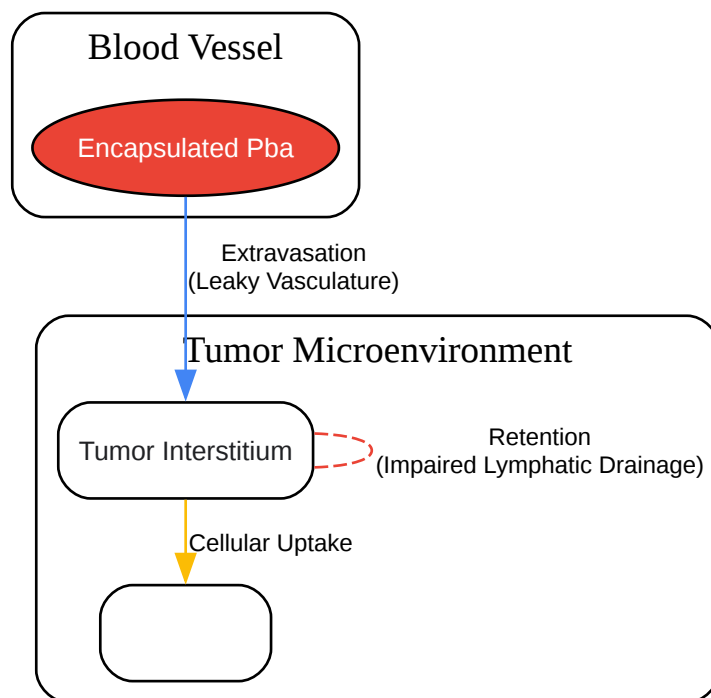 Blood Vessel
Encapsulated Pba
Extravasation
(Leaky Vasculature)
Tumor Microenvironment
Tumor Interstitium
Retention
(Impaired Lymphatic Drainage)
Cellular Uptake